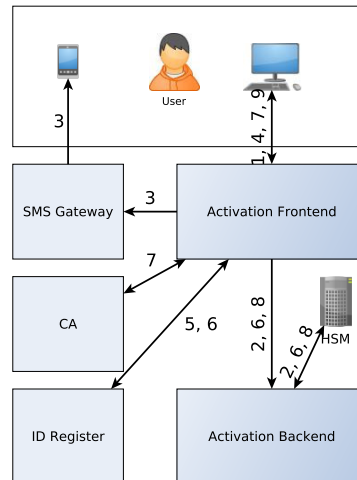 User
3
1, 4, 7, 9
SMS Gateway
3
Activation Frontend
7
CA
5, 6
2, 6, 8
HSM
2, 6, 8
ID Register
Activation Backend